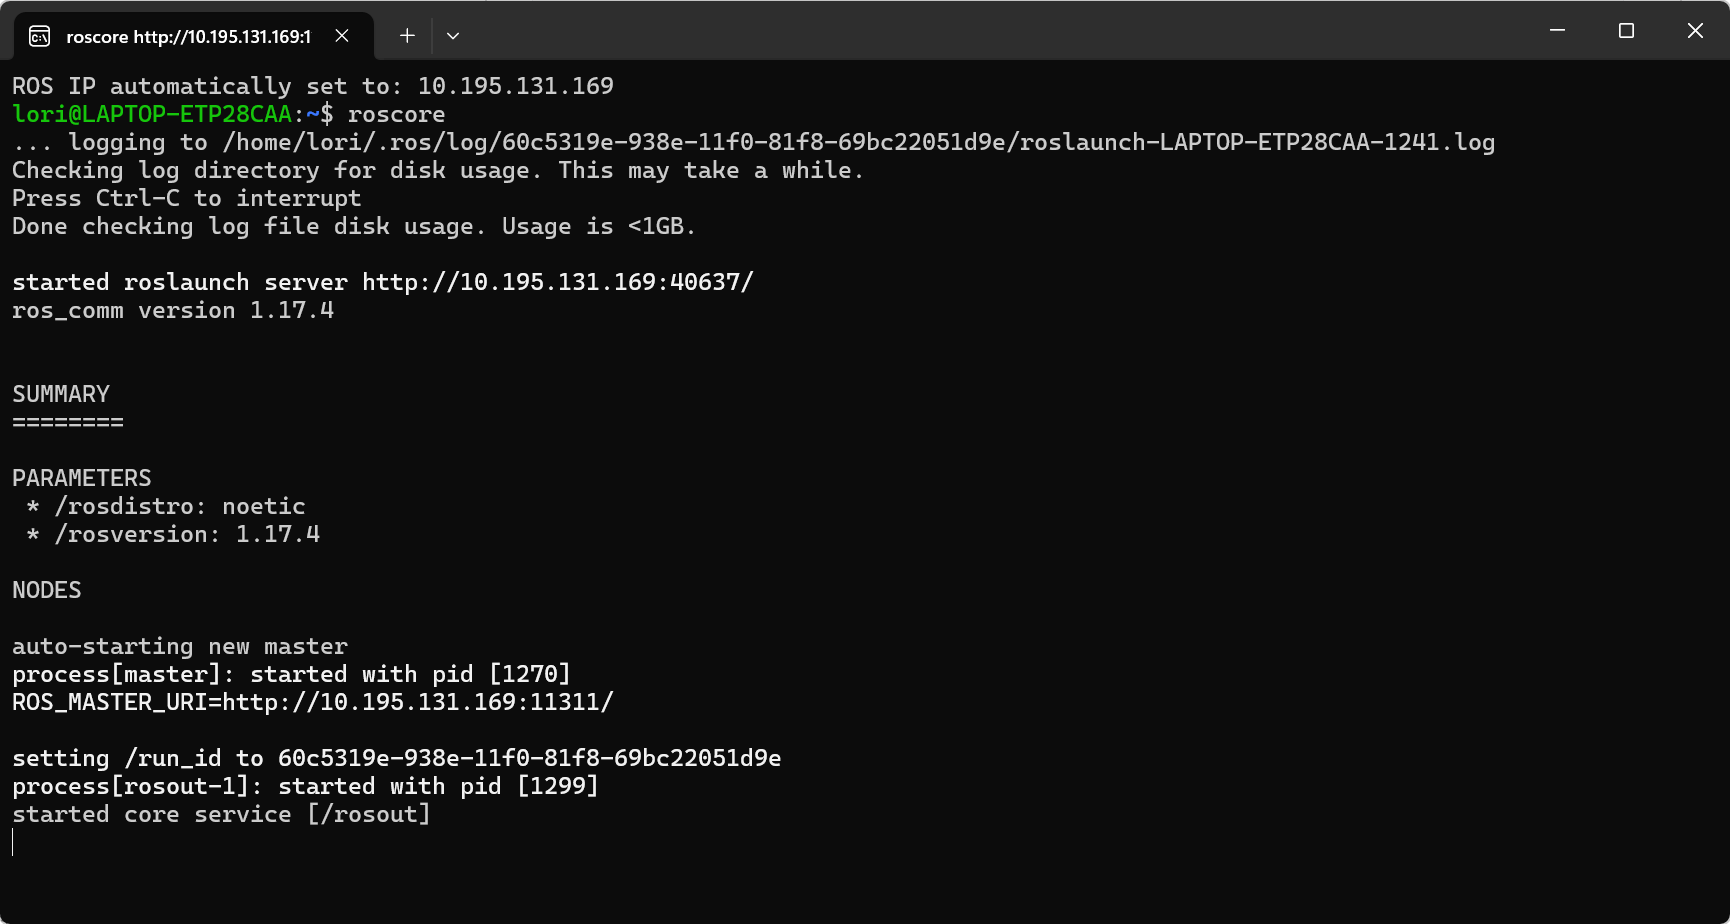 roscore http://10.195.131.169:1
ROS IP automatically set to: 10.195.131.169
lori@LAPTOP-ETP28CAA:~$ roscore
... logging to /home/lori/.ros/log/60c5319e-938e-11f0-81f8-69bc22051d9e/roslaunch-LAPTOP-ETP28CAA-1241.log
Checking log directory for disk usage. This may take a while.
Press Ctrl-C to interrupt
Done checking log file disk usage. Usage is <1GB.
started roslaunch server http://10.195.131.169:40637/
ros_comm version 1.17.4
SUMMARY
========
PARAMETERS
 * /rosdistro: noetic
 * /rosversion: 1.17.4
NODES
auto-starting new master
process[master]: started with pid [1270]
ROS_MASTER_URI=http://10.195.131.169:11311/
setting /run_id to 60c5319e-938e-11f0-81f8-69bc22051d9e
process[rosout-1]: started with pid [1299]
started core service [/rosout]